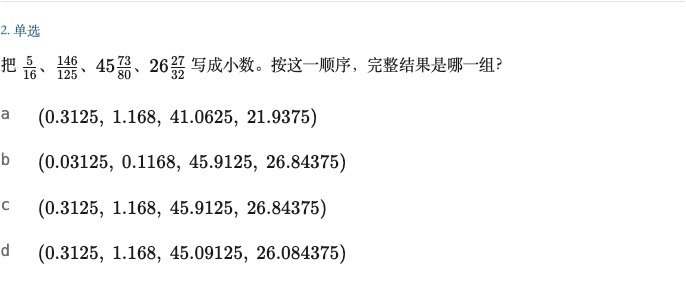 2. 单选
把 5/16、146/125、45 73/80、26 27/32 写成小数。按这一顺序，完整结果是哪一组？
a (0.3125, 1.168, 41.0625, 21.9375)
b (0.03125, 0.1168, 45.9125, 26.84375)
c (0.3125, 1.168, 45.9125, 26.84375)
d (0.3125, 1.168, 45.09125, 26.084375)